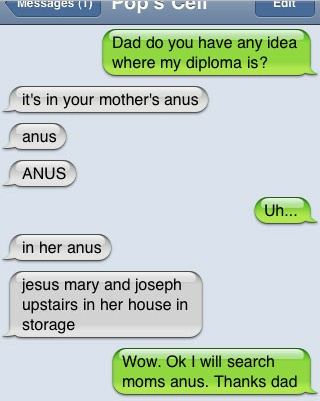 Messages (1) Pop's Cell Edit
Dad do you have any idea
where my diploma is?
it's in your mother's anus
anus
ANUS
Uh...
in her anus
jesus mary and joseph
upstairs in her house in
storage
Wow. Ok I will search
moms anus. Thanks dad